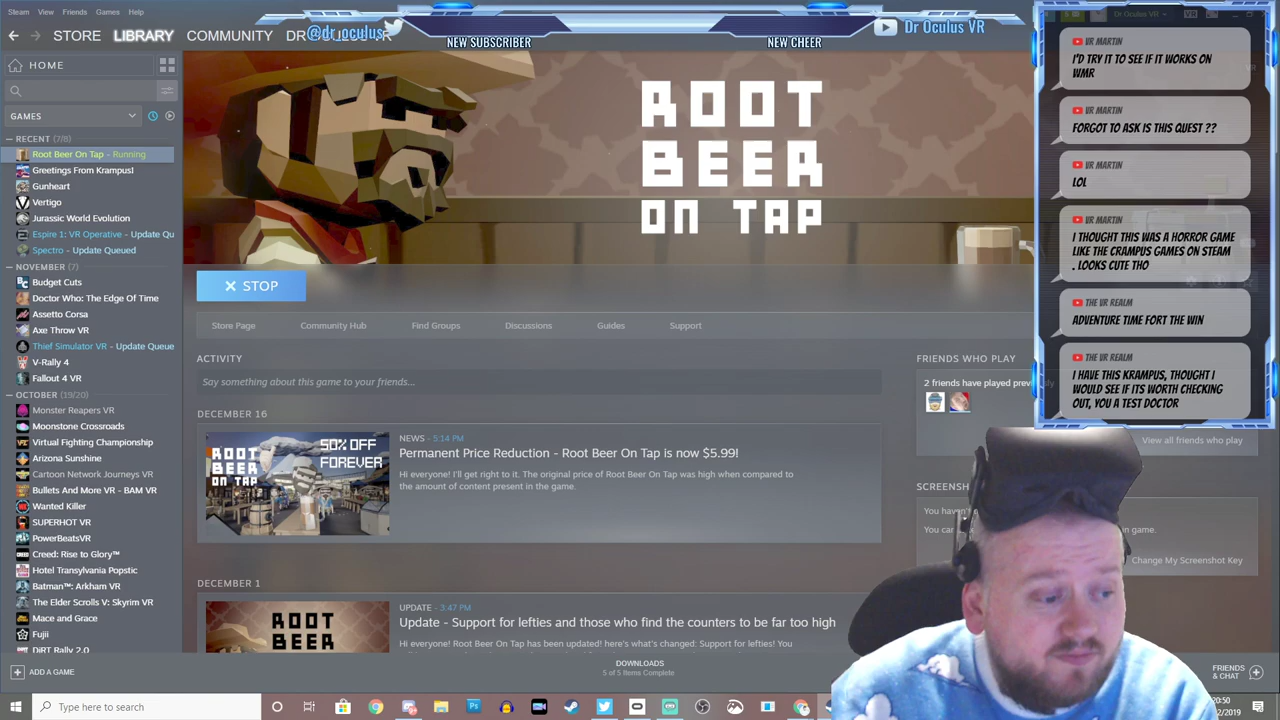 Steam View Friends Games Help
STORE LIBRARY COMMUNITY
@dr_oculus
NEW SUBSCRIBER
NEW CHEER
Dr Oculus VR
Dr Oculus VR
HOME
GAMES
RECENT (7/8)
Root Beer On Tap - Running
Greetings From Krampus!
Gunheart
Vertigo
Jurassic World Evolution
Espire 1: VR Operative - Update Qu
Spectro - Update Queued
NOVEMBER (7)
Budget Cuts
Doctor Who: The Edge Of Time
Assetto Corsa
Axe Throw VR
Thief Simulator VR - Update Queue
V-Rally 4
Fallout 4 VR
OCTOBER (19/20)
Monster Reapers VR
Moonstone Crossroads
Virtual Fighting Championship
Arizona Sunshine
Cartoon Network Journeys VR
Bullets And More VR - BAM VR
Wanted Killer
SUPERHOT VR
PowerBeatsVR
Creed: Rise to Glory™
Hotel Transylvania Popstic
Batman™: Arkham VR
The Elder Scrolls V: Skyrim VR
Mace and Grace
Fujii
DiRT Rally 2.0
ADD A GAME
ROOT
BEER
ON TAP
STOP
Store Page Community Hub Find Groups Discussions Guides Support
ACTIVITY
Say something about this game to your friends...
DECEMBER 16
ROOT
BEER
ON TAP
50% OFF
FOREVER
NEWS - 5:14 PM
Permanent Price Reduction - Root Beer On Tap is now $5.99!
Hi everyone! I'll get right to it. The original price of Root Beer On Tap was high when compared to
the amount of content present in the game.
DECEMBER 1
ROOT
BEER
UPDATE - 3:47 PM
Update - Support for lefties and those who find the counters to be far too high
Hi everyone! Root Beer On Tap has been updated! here's what's changed: Support for lefties! You
DOWNLOADS
5 of 5 Items Complete
FRIENDS WHO PLAY
2 friends have played
View all friends who play
SCREENSH
You haven't
You can
in game.
Change My Screenshot Key
FRIENDS
& CHAT
VR MARTIN
I'D TRY IT TO SEE IF IT WORKS ON
WMR
VR MARTIN
FORGOT TO ASK IS THIS QUEST ??
VR MARTIN
LOL
VR MARTIN
I THOUGHT THIS WAS A HORROR GAME
LIKE THE CRAMPUS GAMES ON STEAM
. LOOKS CUTE THO
THE VR REALM
ADVENTURE TIME FORT THE WIN
THE VR REALM
I HAVE THIS KRAMPUS, THOUGHT I
WOULD SEE IF ITS WORTH CHECKING
OUT, YOU A TEST DOCTOR
Type here to search
20:50
2/2019